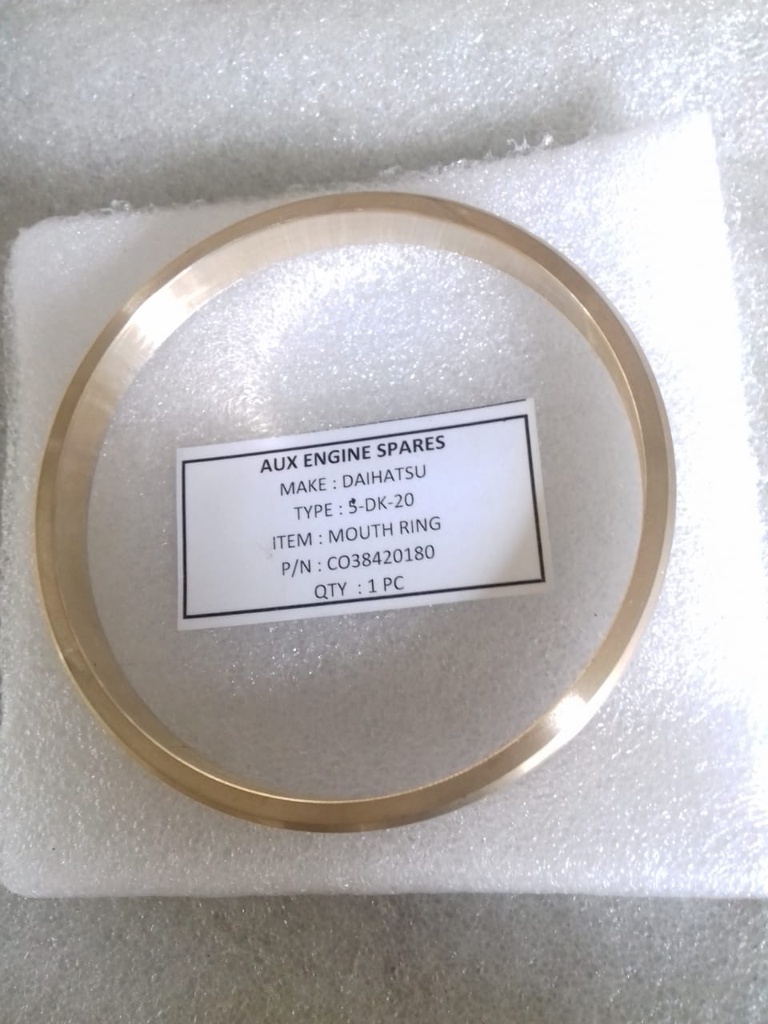 AUX ENGINE SPARES
MAKE : DAIHATSU
TYPE : 5-DK-20
ITEM : MOUTH RING
P/N : CO38420180
QTY : 1 PC